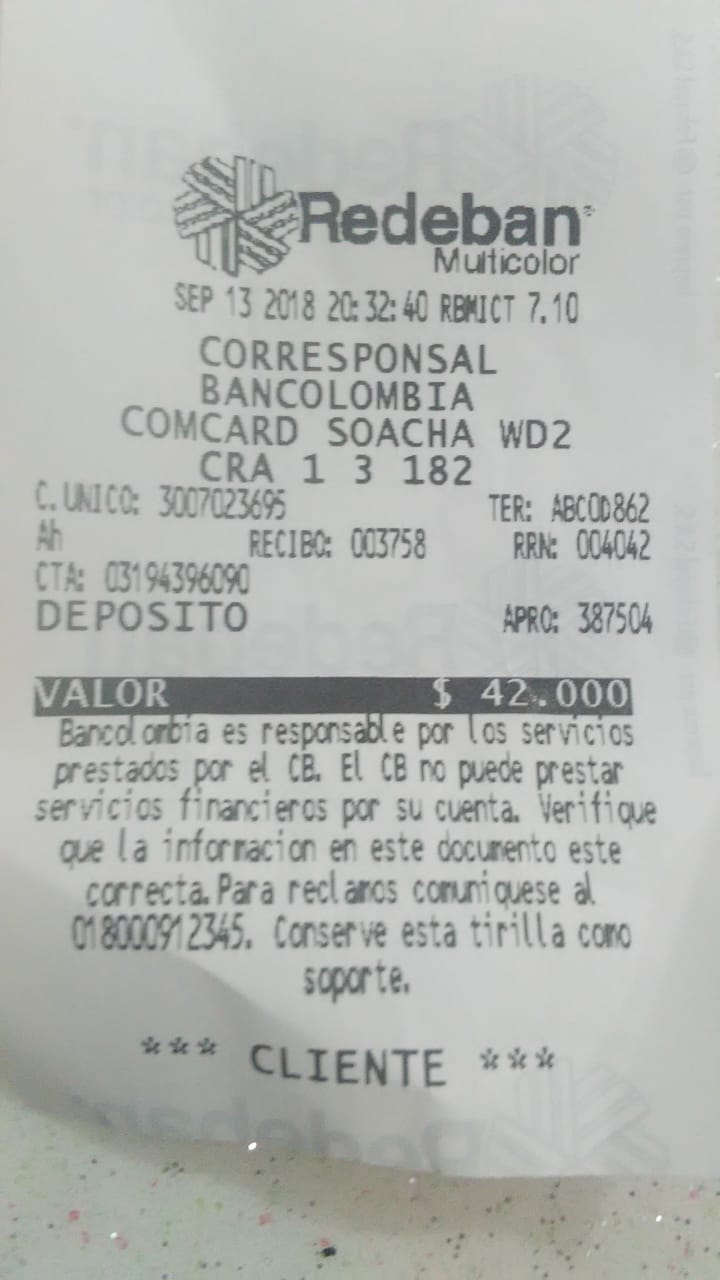 Redeban
Multicolor
SEP 13 2018 20:32:40 RBMICT 7.10
CORRESPONSAL
BANCOLOMBIA
COMCARD SOACHA WD2
CRA 1 3 182
C. UNICO: 3007023695 TER: ABCOD862
Ah RECIBO: 003758 RRN: 004042
CTA: 03194396090
DEPOSITO APRO: 387504
VALOR $ 42.000
Bancolombia es responsable por los servicios
prestados por el CB. El CB no puede prestar
servicios financieros por su cuenta. Verifique
que la informacion en este documento este
correcta. Para reclamos comuniquese al
018000912345. Conserve esta tirilla como
soporte.
*** CLIENTE ***